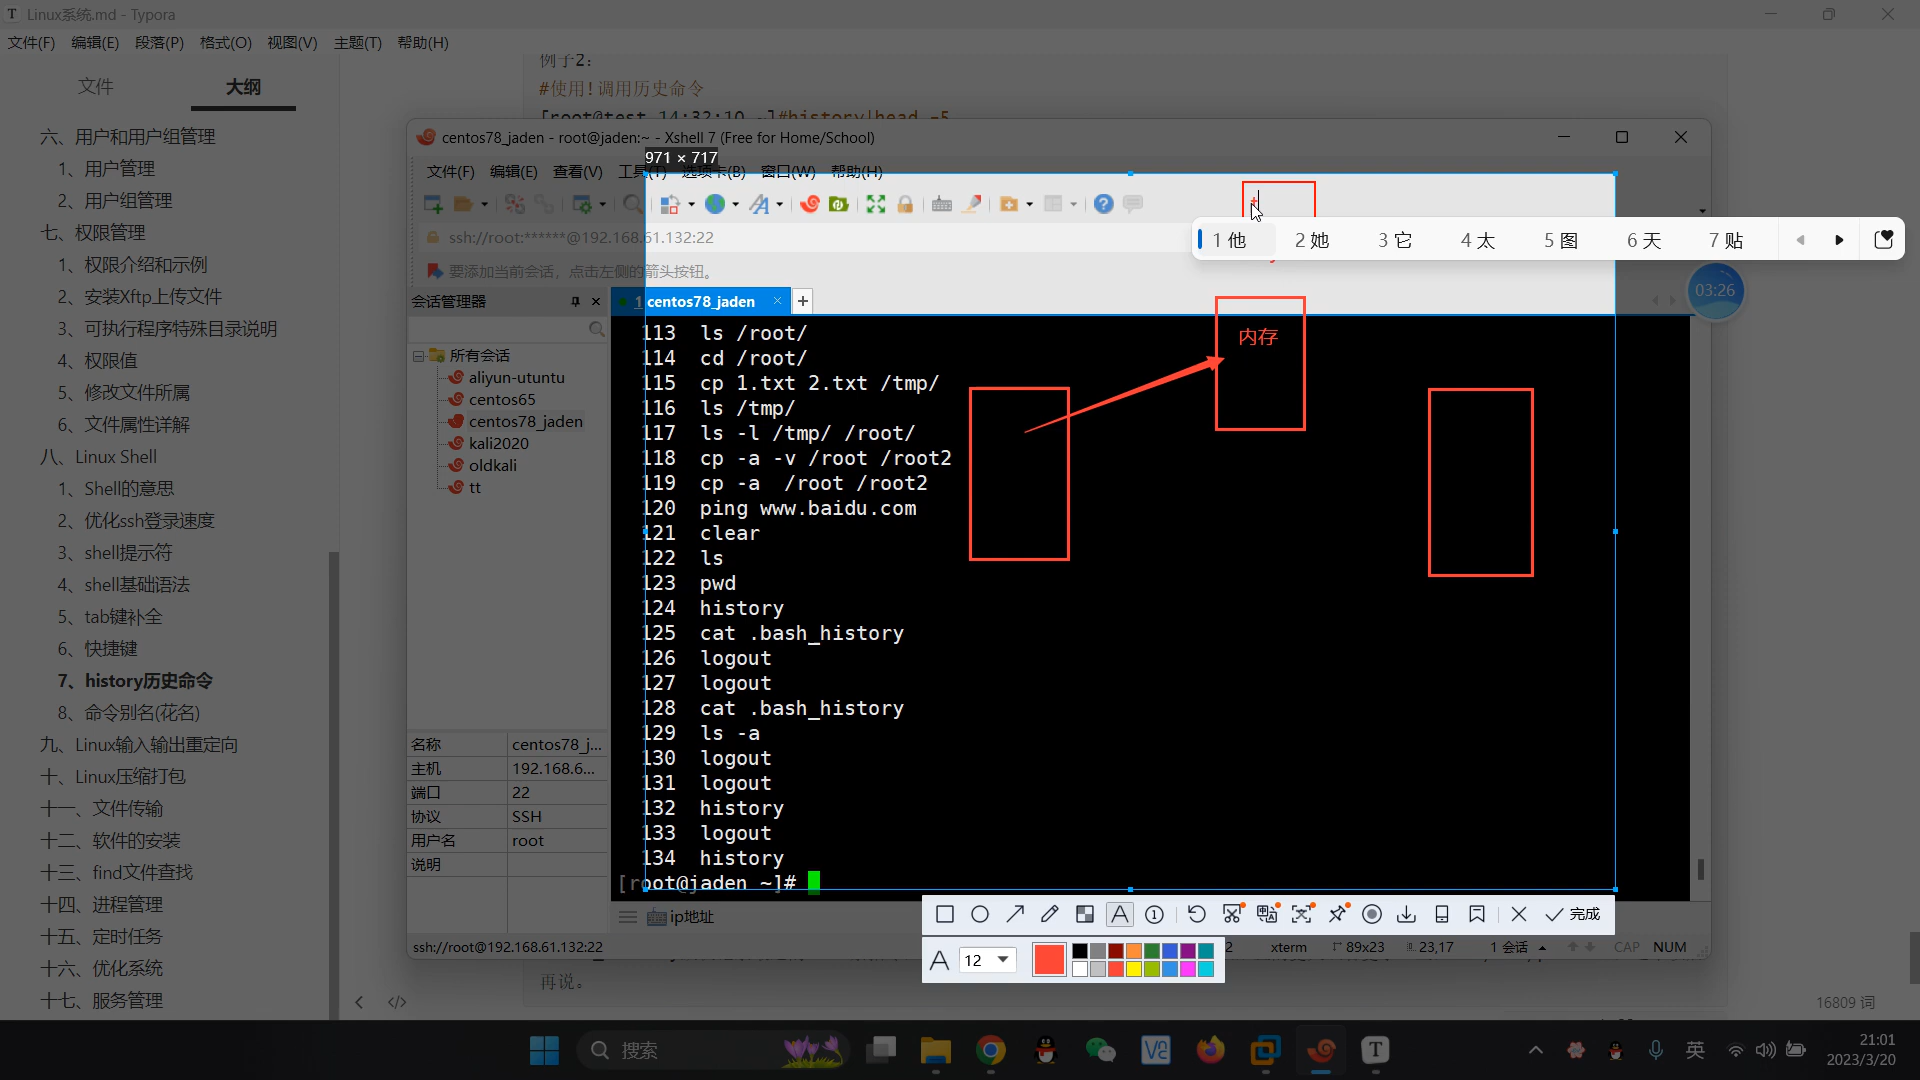 Linux系统.md - Typora
文件(F) 编辑(E) 段落(P) 格式(O) 视图(V) 主题(T) 帮助(H)
文件 大纲
六、用户和用户组管理
1、用户管理
2、用户组管理
七、权限管理
1、权限介绍和示例
2、安装Xftp上传文件
3、可执行程序特殊目录说明
4、权限值
5、修改文件所属
6、文件属性详解
八、Linux Shell
1、Shell的意思
2、优化ssh登录速度
3、shell提示符
4、shell基础语法
5、tab键补全
6、快捷键
7、history历史命令
8、命令别名(花名)
九、Linux输入输出重定向
十、Linux压缩打包
十一、文件传输
十二、软件的安装
十三、find文件查找
十四、进程管理
十五、定时任务
十六、优化系统
十七、服务管理
例子2：
#使用!调用历史命令
[root@test 14:32:10 ~]#history|head -5
centos78_jaden - root@jaden:~ - Xshell 7 (Free for Home/School)
971 × 717
文件(F) 编辑(E) 查看(V) 工具(T) 选项卡(B) 窗口(W) 帮助(H)
ssh://root:******@192.168.61.132:22
要添加当前会话，点击左侧的箭头按钮。
1 他 2 她 3 它 4 太 5 图 6 天 7 贴
03:26
会话管理器
1 centos78_jaden
所有会话
aliyun-utuntu
centos65
centos78_jaden
kali2020
oldkali
tt
名称 centos78_j...
主机 192.168.6...
端口 22
协议 SSH
用户名 root
说明
内存
113 ls /root/
114 cd /root/
115 cp 1.txt 2.txt /tmp/
116 ls /tmp/
117 ls -l /tmp/ /root/
118 cp -a -v /root /root2
119 cp -a  /root /root2
120 ping www.baidu.com
121 clear
122 ls
123 pwd
124 history
125 cat .bash_history
126 logout
127 logout
128 cat .bash_history
129 ls -a
130 logout
131 logout
132 history
133 logout
134 history
[root@jaden ~]#
ip地址
完成
12
ssh://root@192.168.61.132:22
xterm 89x23 23,17 1 会话 CAP NUM
再说。
16809 词
搜索
英
21:01
2023/3/20